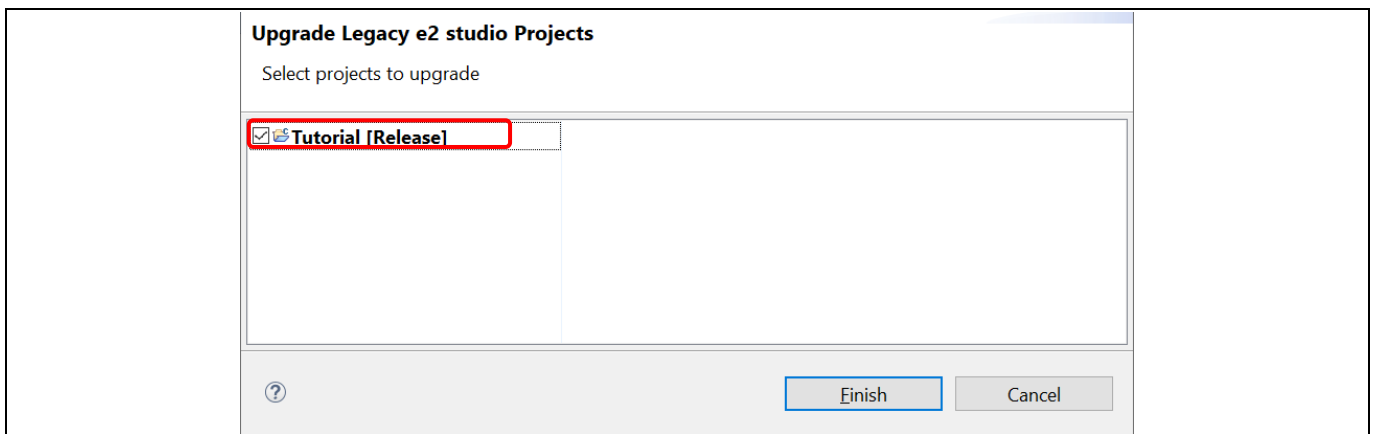 Upgrade Legacy e2 studio Projects
Select projects to upgrade
Tutorial [Release]
Finish Cancel